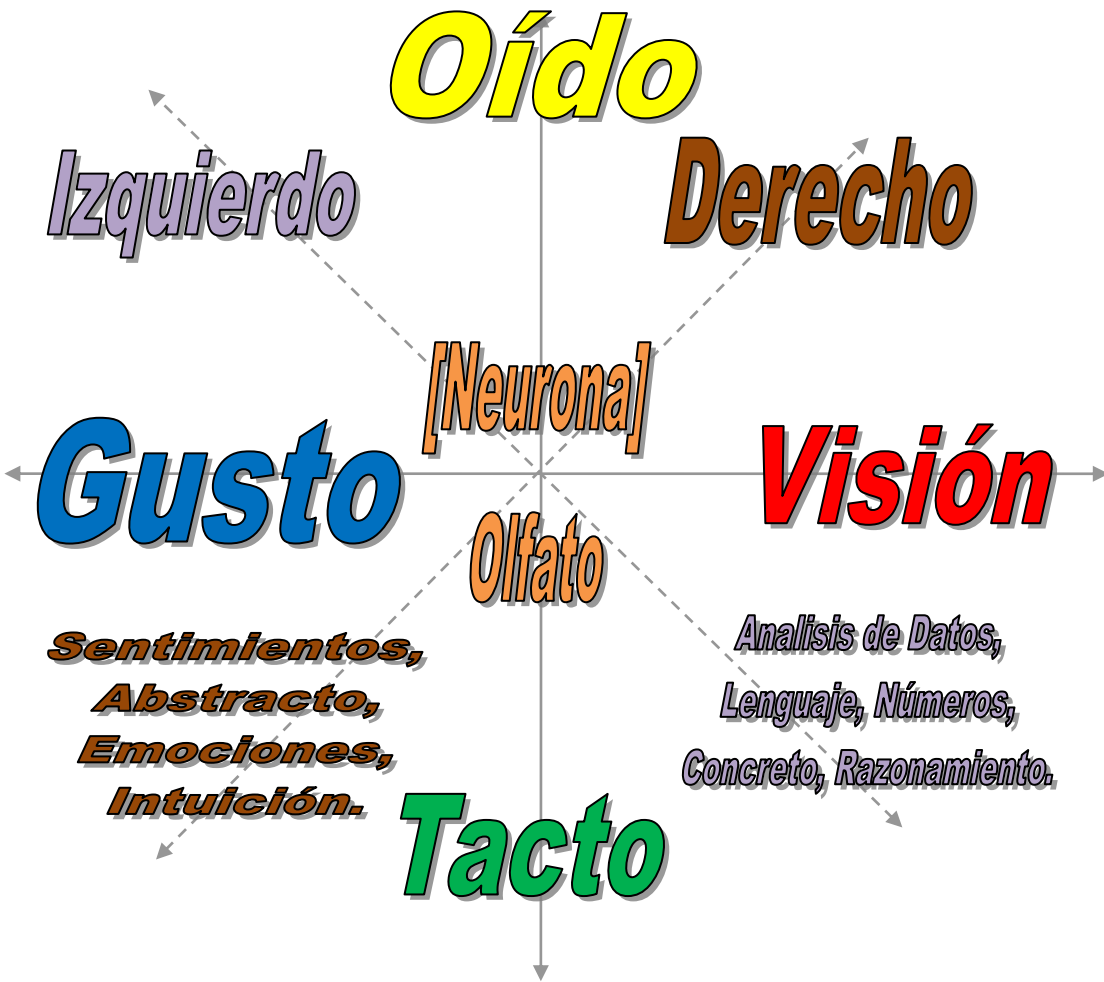 Oído
Izquierdo
Derecho
[Neurona]
Gusto
Visión
Olfato
Sentimientos,
Abstracto,
Emociones,
Intuición.
Analisis de Datos,
Lenguaje, Números,
Concreto, Razonamiento.
Tacto